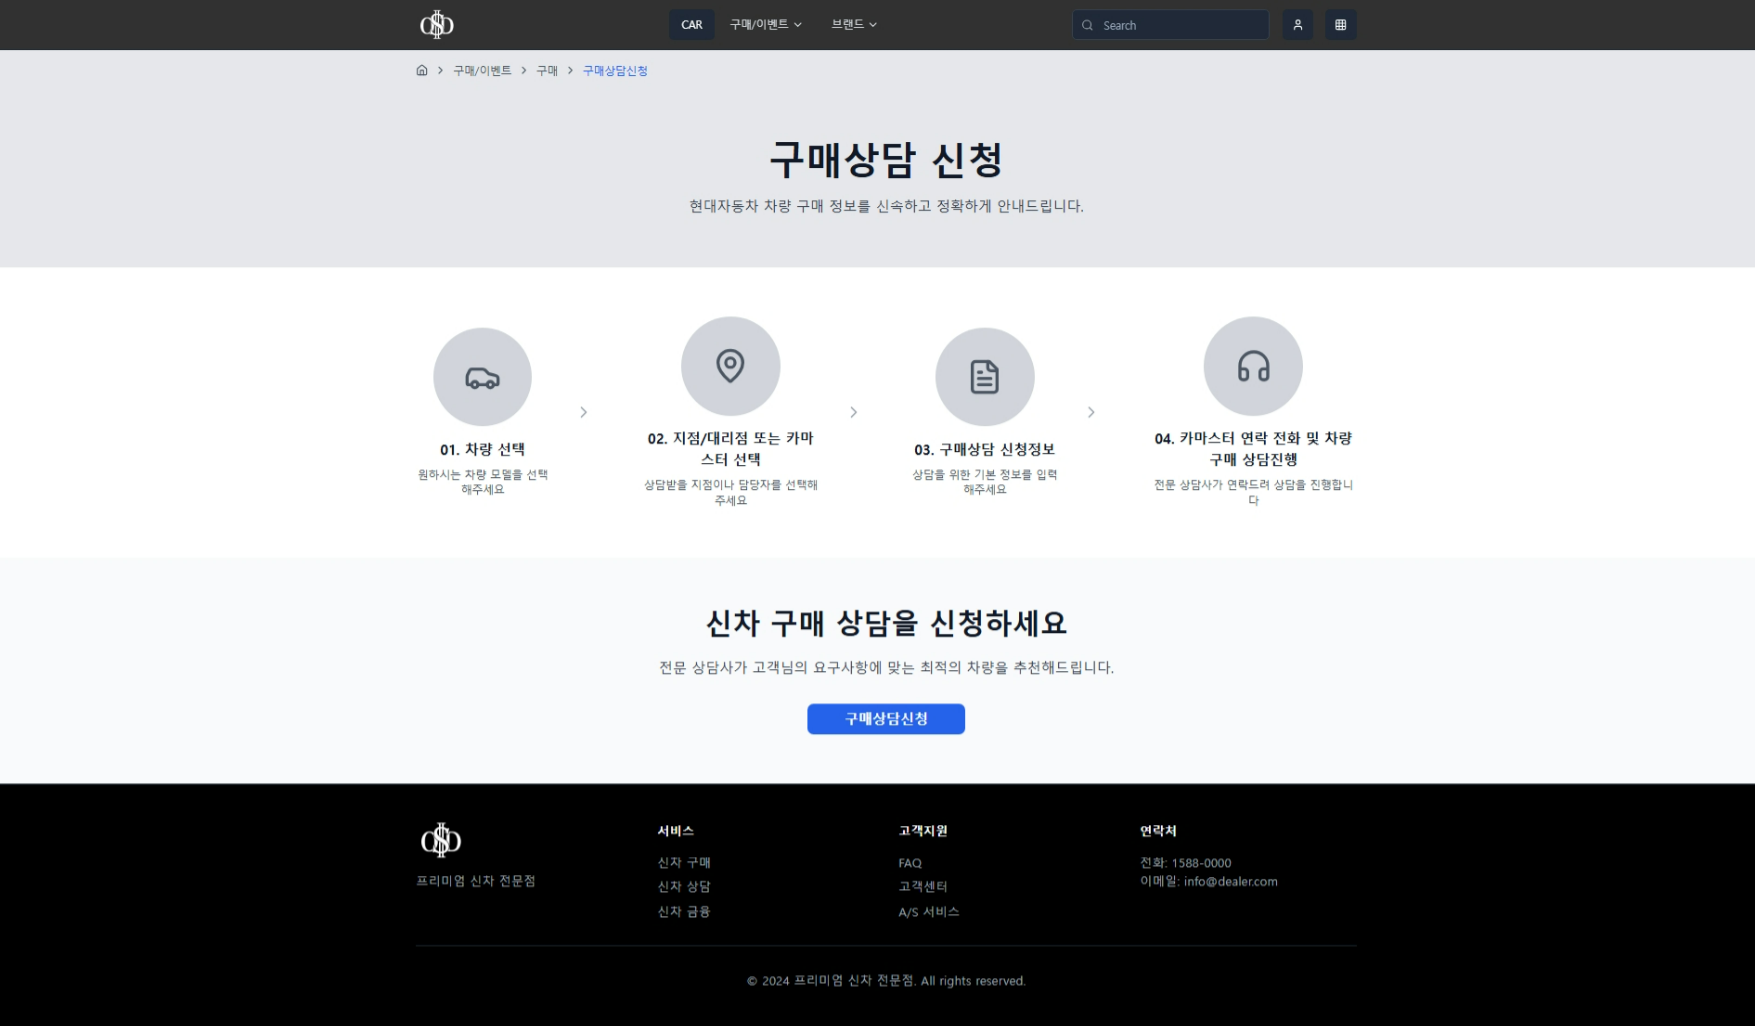 CAR
구매/이벤트
브랜드
Search
구매/이벤트
구매
구매상담신청
구매상담 신청
현대자동차 차량 구매 정보를 신속하고 정확하게 안내드립니다.
01. 차량 선택
원하시는 차량 모델를 선택
해주세요
02. 지점/대리점 또는 카마
스터 선택
상담받을 지점이나 담당자를 선택해
주세요
03. 구매상담 신청정보
상담을 위한 기본 정보를 입력
해주세요
04. 카마스터 연락 전화 및 차량
구매 상담진행
전문 상담사가 연락드려 상담을 진행합니
다
신차 구매 상담을 신청하세요
전문 상담사가 고객님의 요구사항에 맞는 최적의 차량을 추천해드립니다.
구매상담신청
프리미엄 신차 전문점
서비스
신차 구매
신차 상담
신차 금융
고객지원
FAQ
고객센터
A/S 서비스
연락처
전화: 1588-0000
이메일: info@dealer.com
© 2024 프리미엄 신차 전문점. All rights reserved.